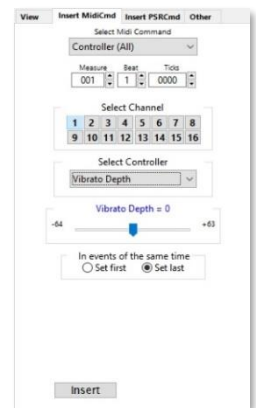 View Insert MidiCmd Insert PSRCmd Other
Select Midi Command
Controller (All)
Measure Beat Ticks
001 1 0000
Select Channel
1 2 3 4 5 6 7 8
9 10 11 12 13 14 15 16
Select Controller
Vibrato Depth
Vibrato Depth = 0
-64 +63
In events of the same time
Set first Set last
Insert